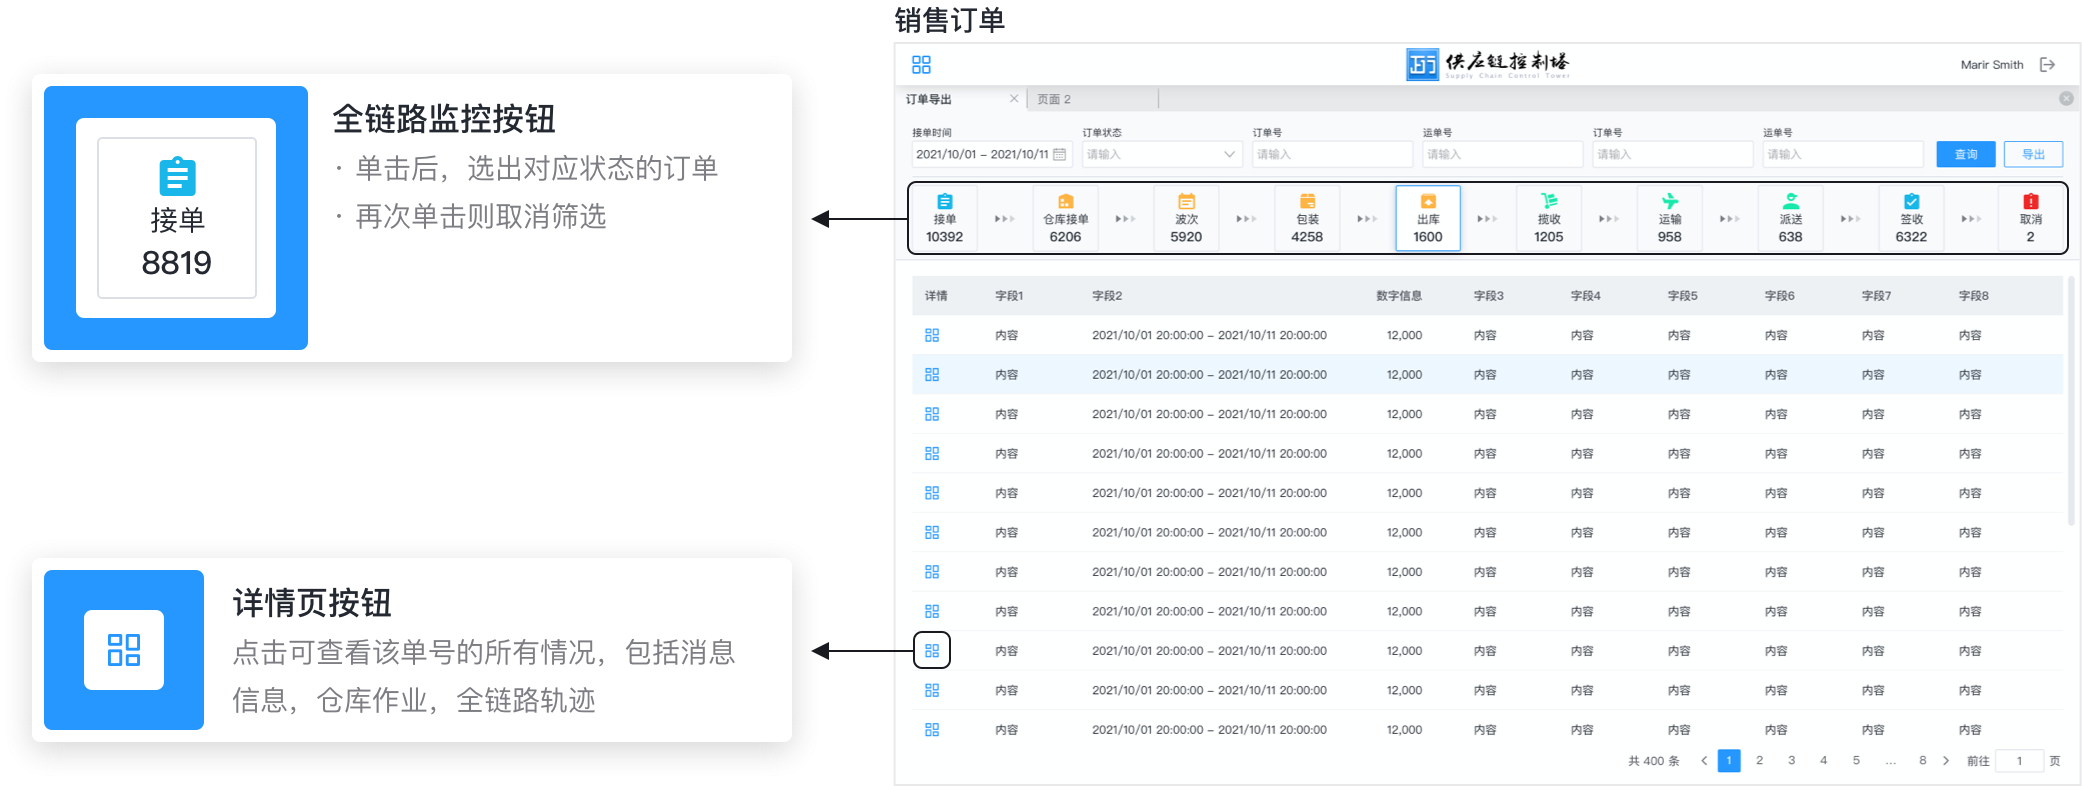 销售订单
全链路监控按钮
· 单击后，选出对应状态的订单
· 再次单击则取消筛选
接单
8819
详情页按钮
点击可查看该单号的所有情况，包括消息
信息，仓库作业，全链路轨迹
供应链控制塔
Supply Chain Control Tower
Marir Smith
订单导出 页面 2
接单时间 订单状态 订单号 运单号 订单号 运单号
2021/10/01 – 2021/10/11 请输入 请输入 请输入 请输入 请输入 查询 导出
接单 仓库接单 波次 包装 出库 揽收 运输 派送 签收 取消
10392 6206 5920 4258 1600 1205 958 638 6322 2
详情 字段1 字段2 数字信息 字段3 字段4 字段5 字段6 字段7 字段8
内容 2021/10/01 20:00:00 – 2021/10/11 20:00:00 12,000 内容 内容 内容 内容 内容 内容
内容 2021/10/01 20:00:00 – 2021/10/11 20:00:00 12,000 内容 内容 内容 内容 内容 内容
内容 2021/10/01 20:00:00 – 2021/10/11 20:00:00 12,000 内容 内容 内容 内容 内容 内容
内容 2021/10/01 20:00:00 – 2021/10/11 20:00:00 12,000 内容 内容 内容 内容 内容 内容
内容 2021/10/01 20:00:00 – 2021/10/11 20:00:00 12,000 内容 内容 内容 内容 内容 内容
内容 2021/10/01 20:00:00 – 2021/10/11 20:00:00 12,000 内容 内容 内容 内容 内容 内容
内容 2021/10/01 20:00:00 – 2021/10/11 20:00:00 12,000 内容 内容 内容 内容 内容 内容
内容 2021/10/01 20:00:00 – 2021/10/11 20:00:00 12,000 内容 内容 内容 内容 内容 内容
内容 2021/10/01 20:00:00 – 2021/10/11 20:00:00 12,000 内容 内容 内容 内容 内容 内容
内容 2021/10/01 20:00:00 – 2021/10/11 20:00:00 12,000 内容 内容 内容 内容 内容 内容
内容 2021/10/01 20:00:00 – 2021/10/11 20:00:00 12,000 内容 内容 内容 内容 内容 内容
共 400 条 < 1 2 3 4 5 ... 8 > 前往 1 页